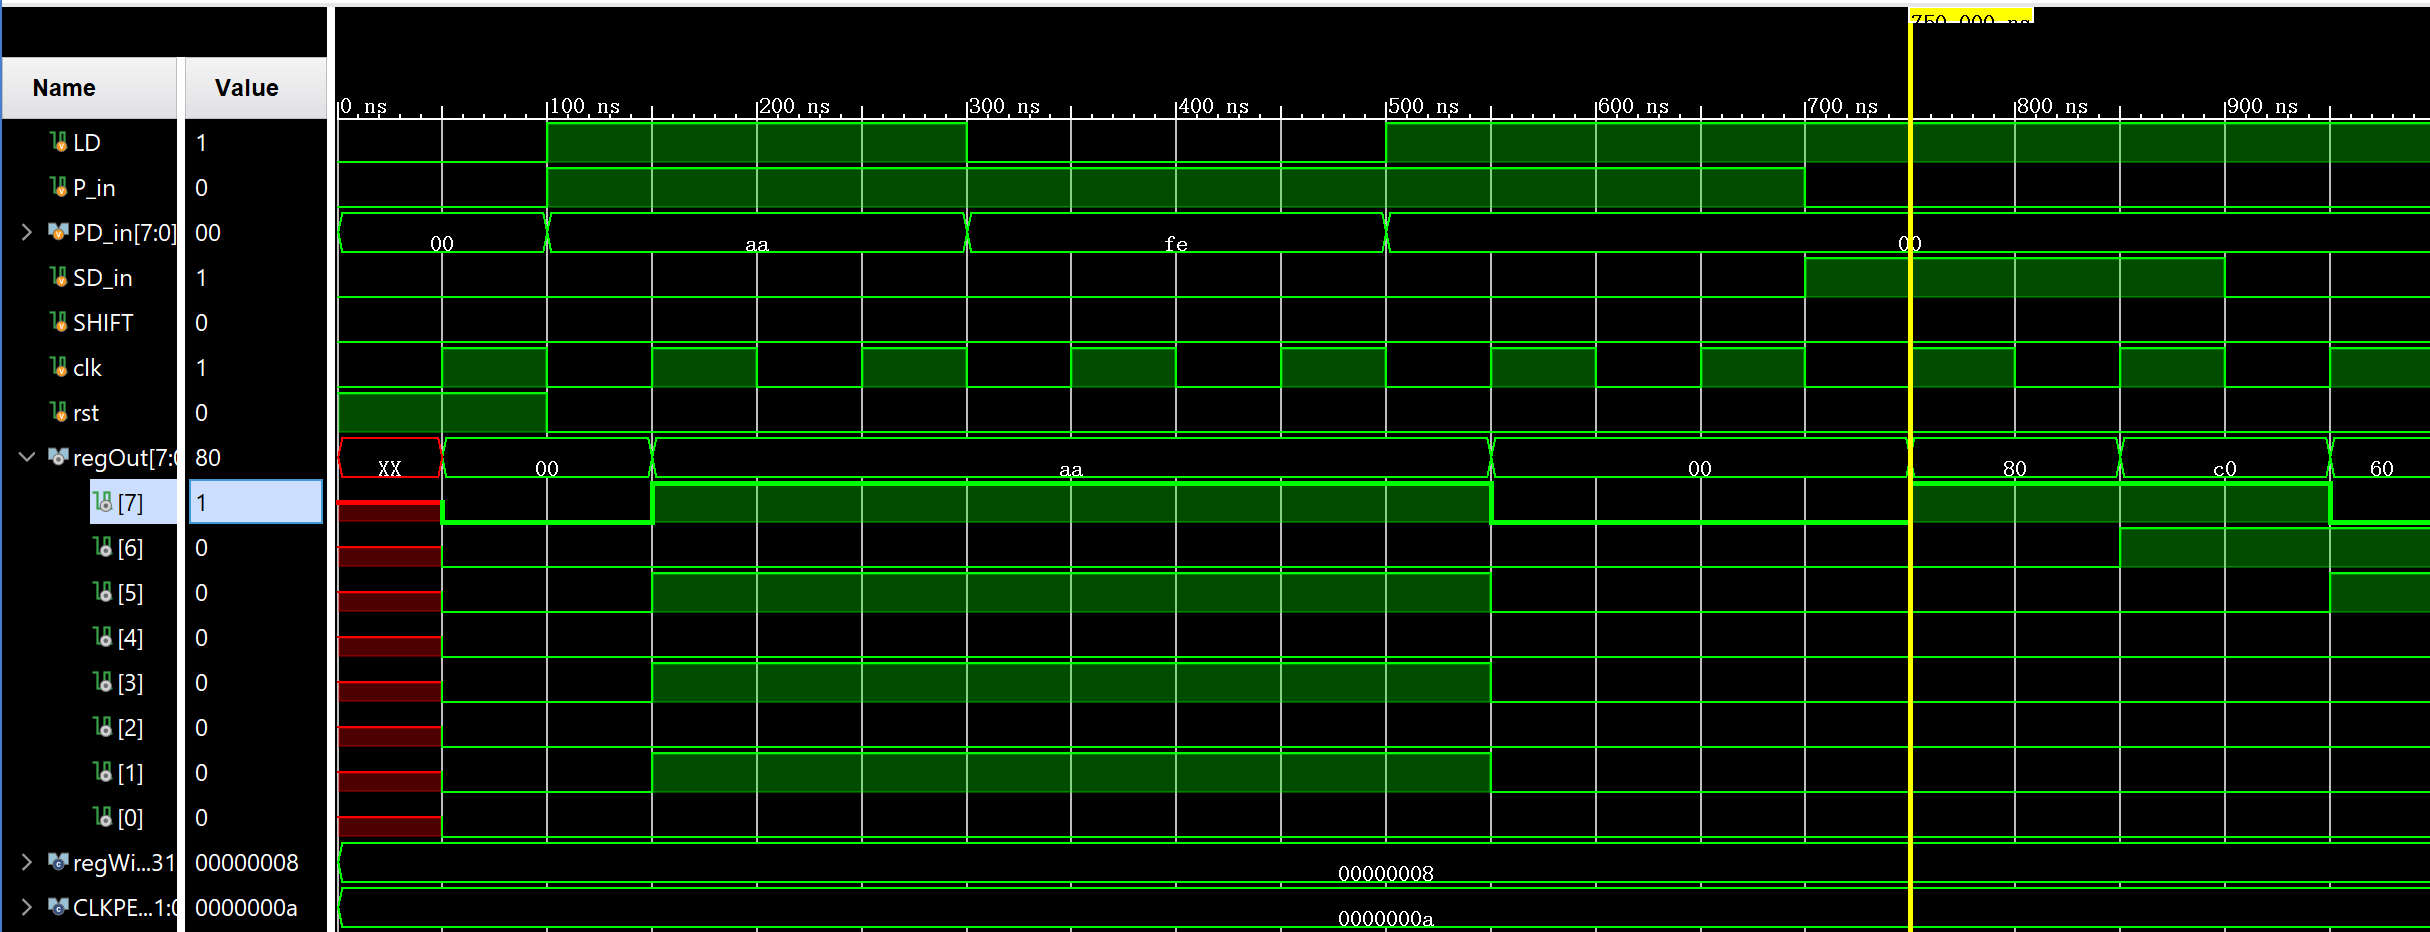 750.000 ns
Name Value
0 ns 100 ns 200 ns 300 ns 400 ns 500 ns 600 ns 700 ns 800 ns 900 ns
LD 1
P_in 0
PD_in[7:0] 00 00 aa fe 00
SD_in 1
SHIFT 0
clk 1
rst 0
regOut[7:0 80 XX 00 aa 00 80 c0 60
[7] 1
[6] 0
[5] 0
[4] 0
[3] 0
[2] 0
[1] 0
[0] 0
regWi...31 00000008 00000008
CLKPE...1:0 0000000a 0000000a